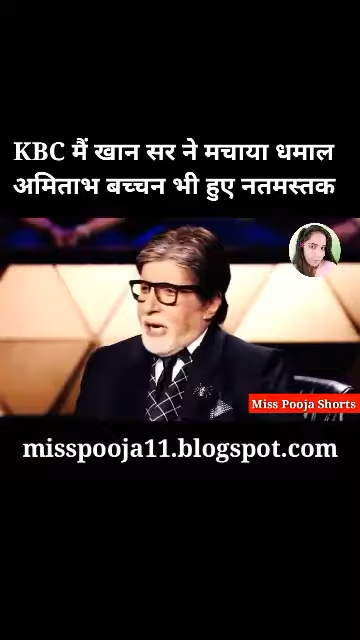 KBC मैं खान सर ने मचाया धमाल
अमिताभ बच्चन भी हुए नतमस्तक
Miss Pooja Shorts
misspooja11.blogspot.com